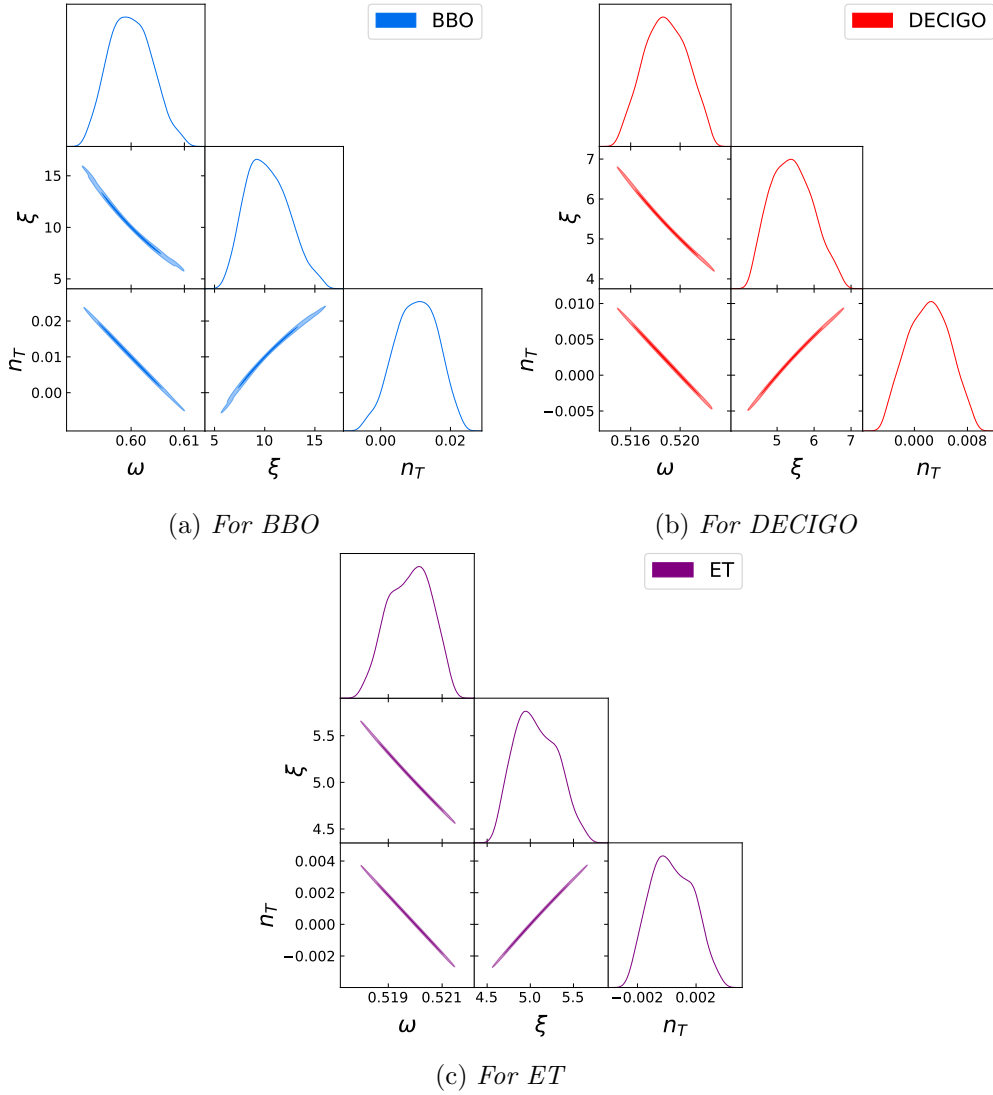 BBO
ξ
15
10
5
n_T
0.02
0.01
0.00
0.60 0.61
ω
5 10 15
ξ
0.00 0.02
n_T
(a) For BBO
DECIGO
ξ
7
6
5
4
n_T
0.010
0.005
0.000
−0.005
0.516 0.520
ω
5 6 7
ξ
0.000 0.008
n_T
(b) For DECIGO
ET
ξ
5.5
5.0
4.5
n_T
0.004
0.002
0.000
−0.002
0.519 0.521
ω
4.5 5.0 5.5
ξ
−0.002 0.002
n_T
(c) For ET